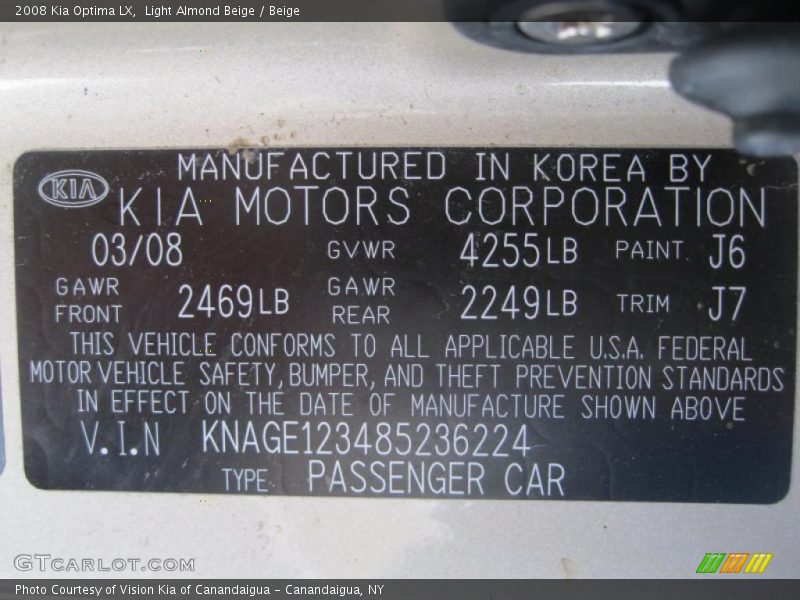 2008 Kia Optima LX, Light Almond Beige / Beige
MANUFACTURED IN KOREA BY
KIA KIA MOTORS CORPORATION
03/08 GVWR 4255LB PAINT J6
GAWR FRONT 2469LB GAWR REAR 2249LB TRIM J7
THIS VEHICLE CONFORMS TO ALL APPLICABLE U.S.A. FEDERAL
MOTOR VEHICLE SAFETY, BUMPER, AND THEFT PREVENTION STANDARDS
IN EFFECT ON THE DATE OF MANUFACTURE SHOWN ABOVE
V.I.N KNAGE123485236224
TYPE PASSENGER CAR
GTCARLOT.COM
Photo Courtesy of Vision Kia of Canandaigua - Canandaigua, NY